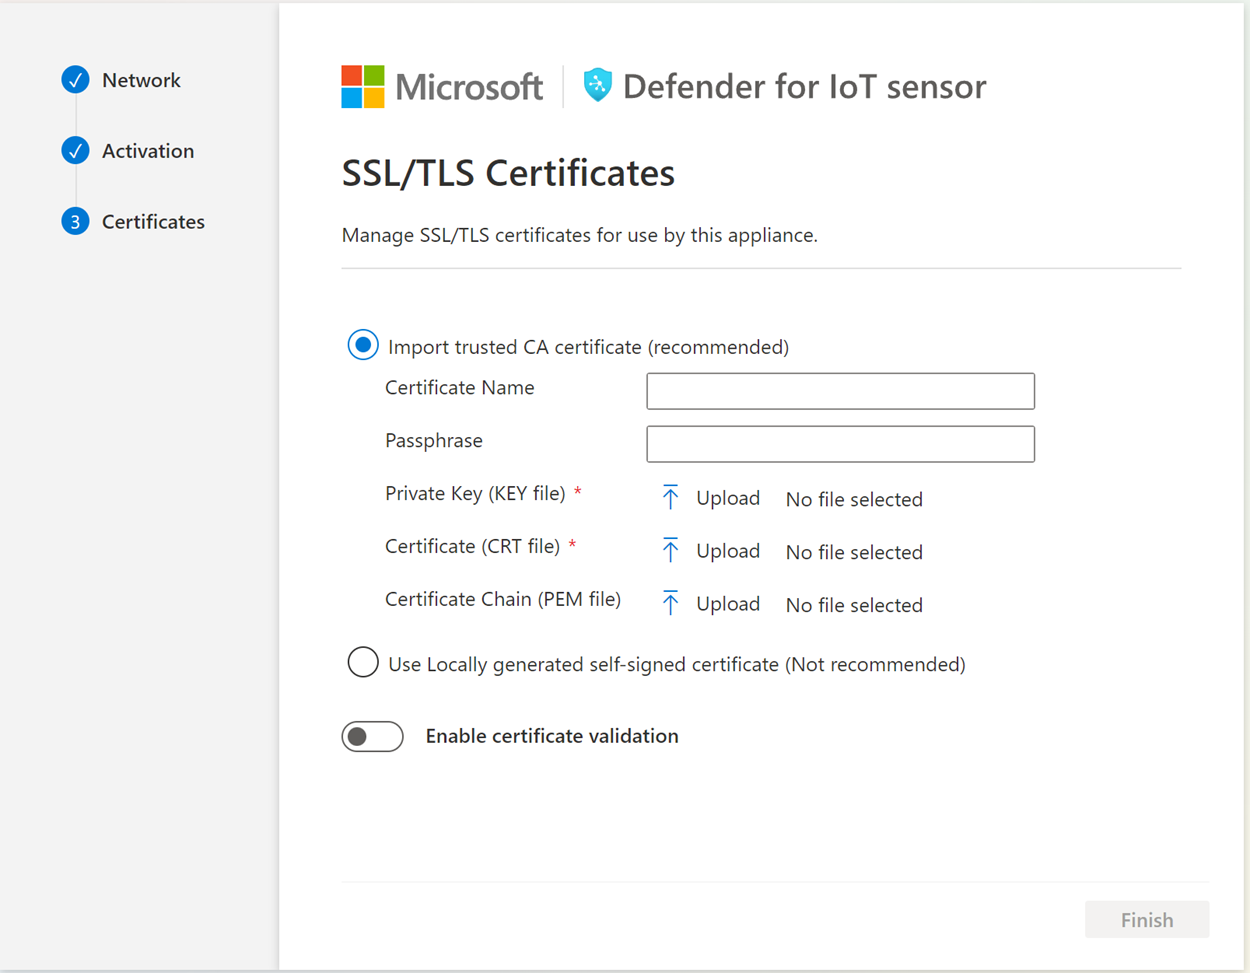 Network
Activation
3 Certificates
Microsoft Defender for IoT sensor
SSL/TLS Certificates
Manage SSL/TLS certificates for use by this appliance.
Import trusted CA certificate (recommended)
Certificate Name
Passphrase
Private Key (KEY file) * Upload No file selected
Certificate (CRT file) * Upload No file selected
Certificate Chain (PEM file) Upload No file selected
Use Locally generated self-signed certificate (Not recommended)
Enable certificate validation
Finish